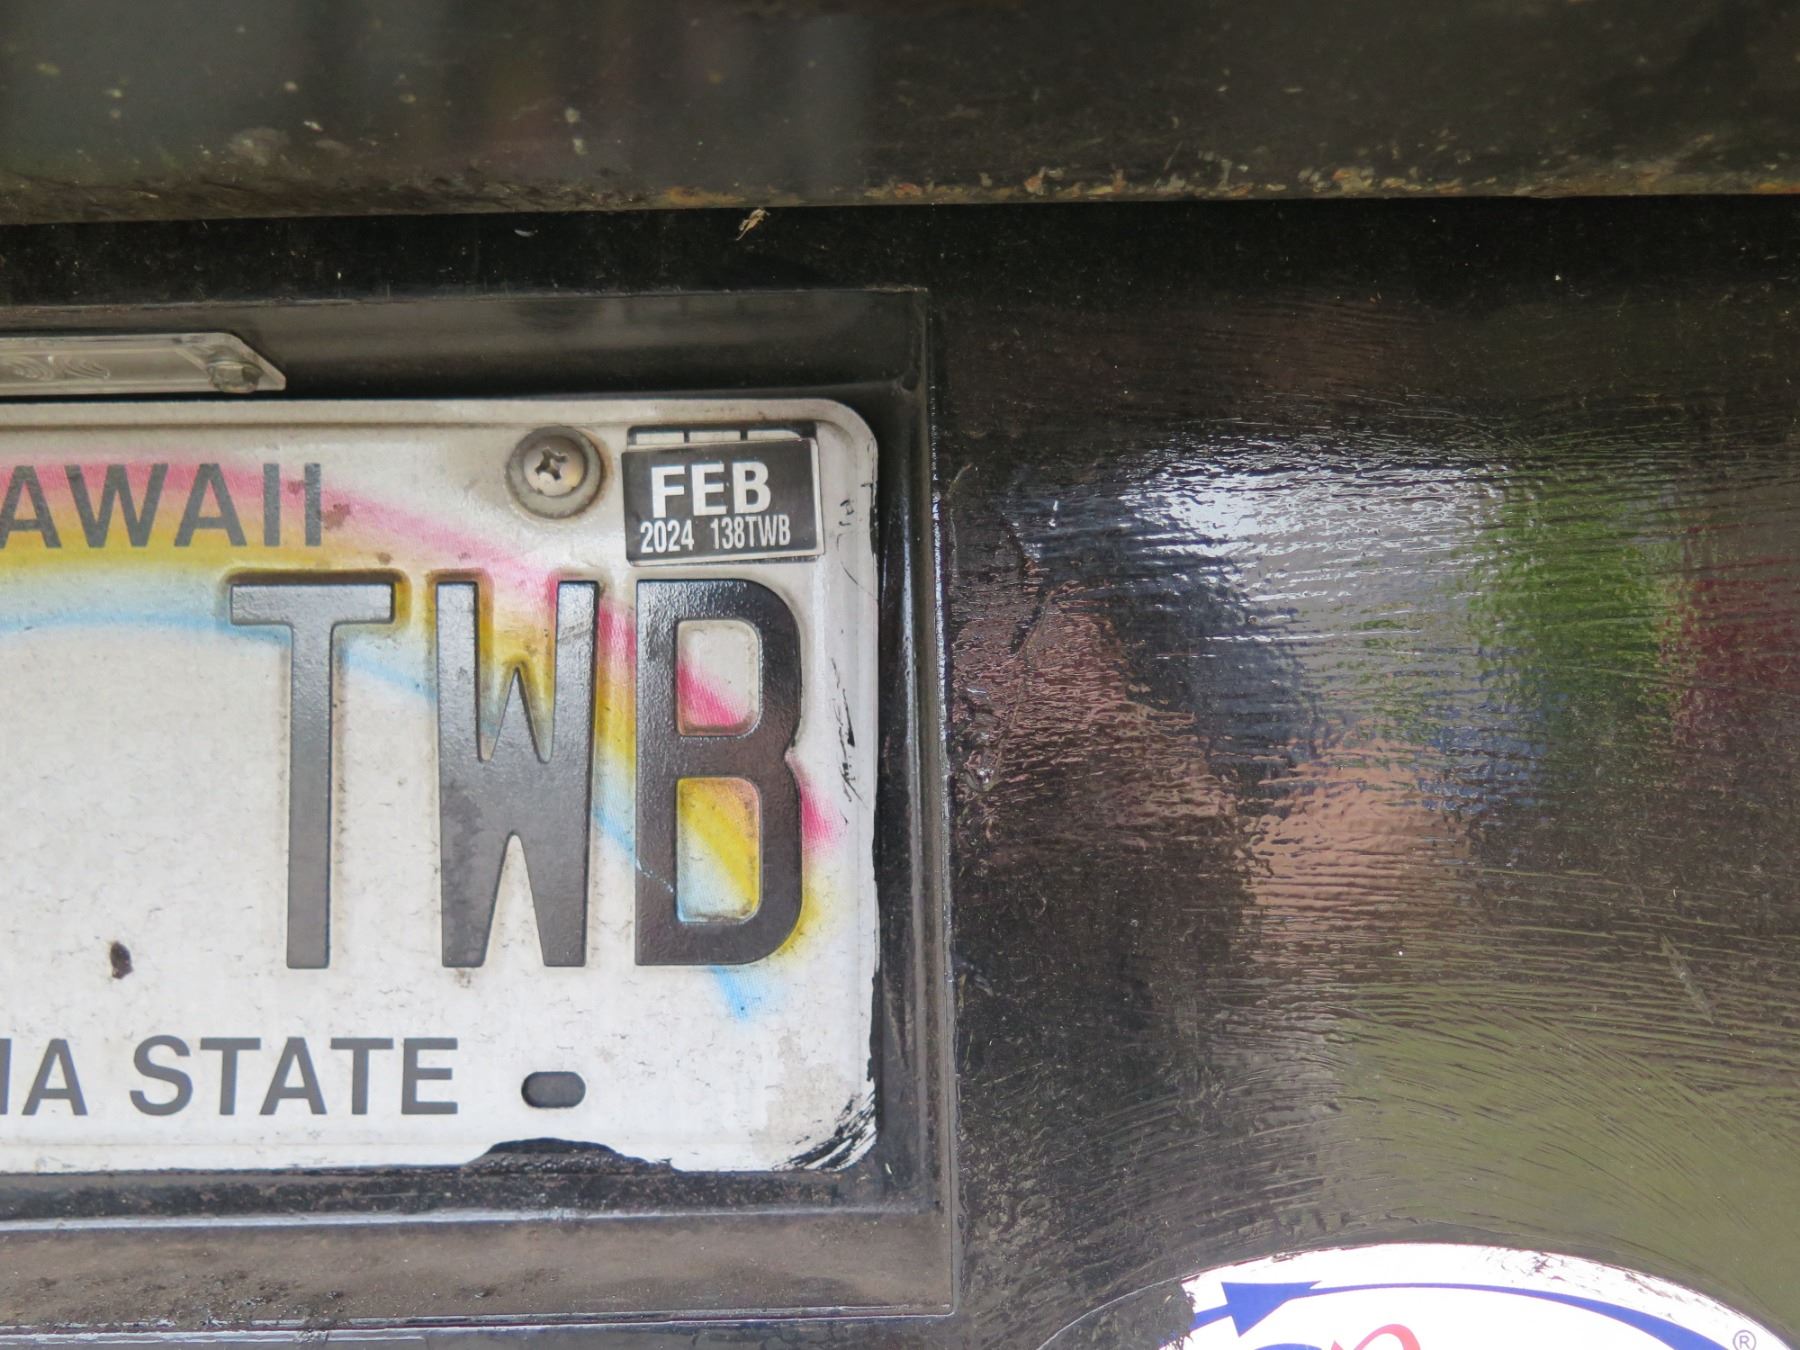 AWAII
FEB
2024 138TWB
TWB
IA STATE
®